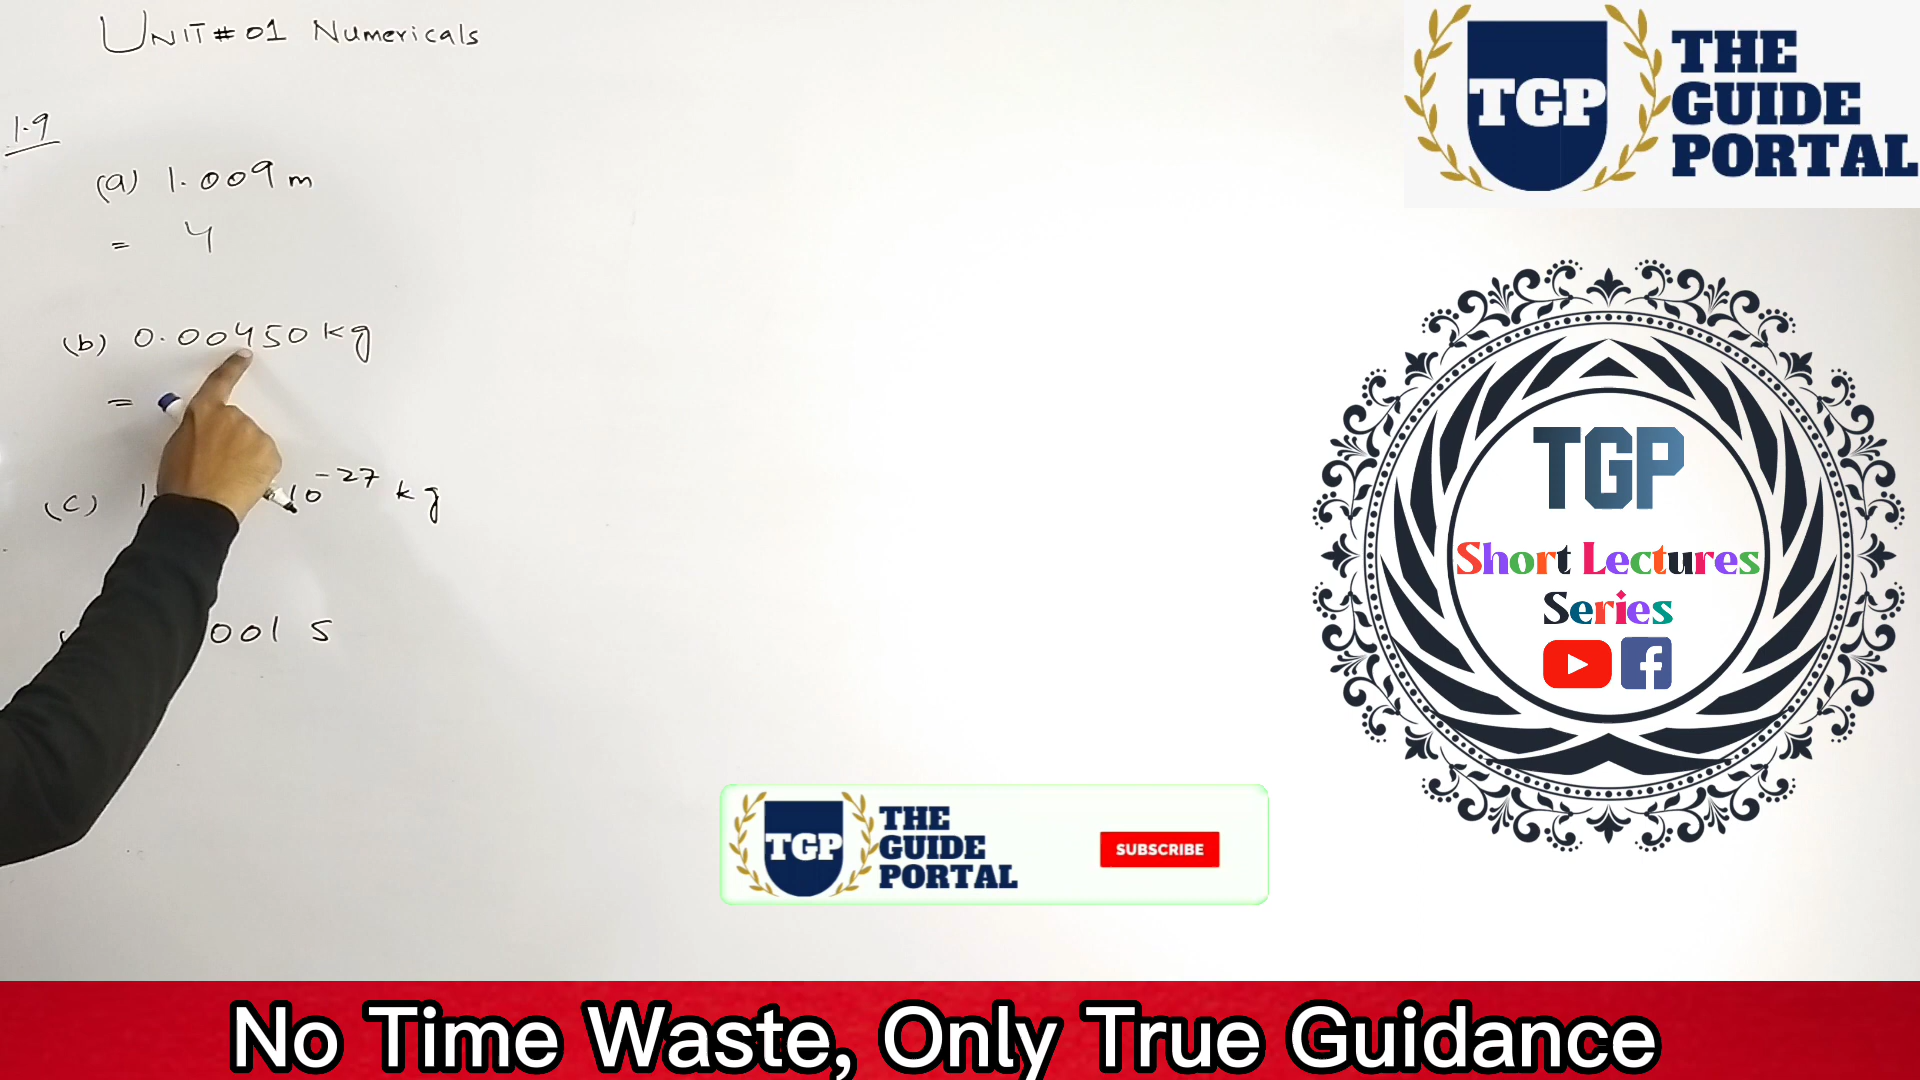 UNIT # 01 Numericals
1.9
(a) 1.009 m
= 4
(b) 0.00450 kg
=
(c) 1. 10⁻²⁷ kg
001 s
TGP
THE
GUIDE
PORTAL
TGP
Short Lectures
Series
TGP
THE
GUIDE
PORTAL
SUBSCRIBE
No Time Waste, Only True Guidance